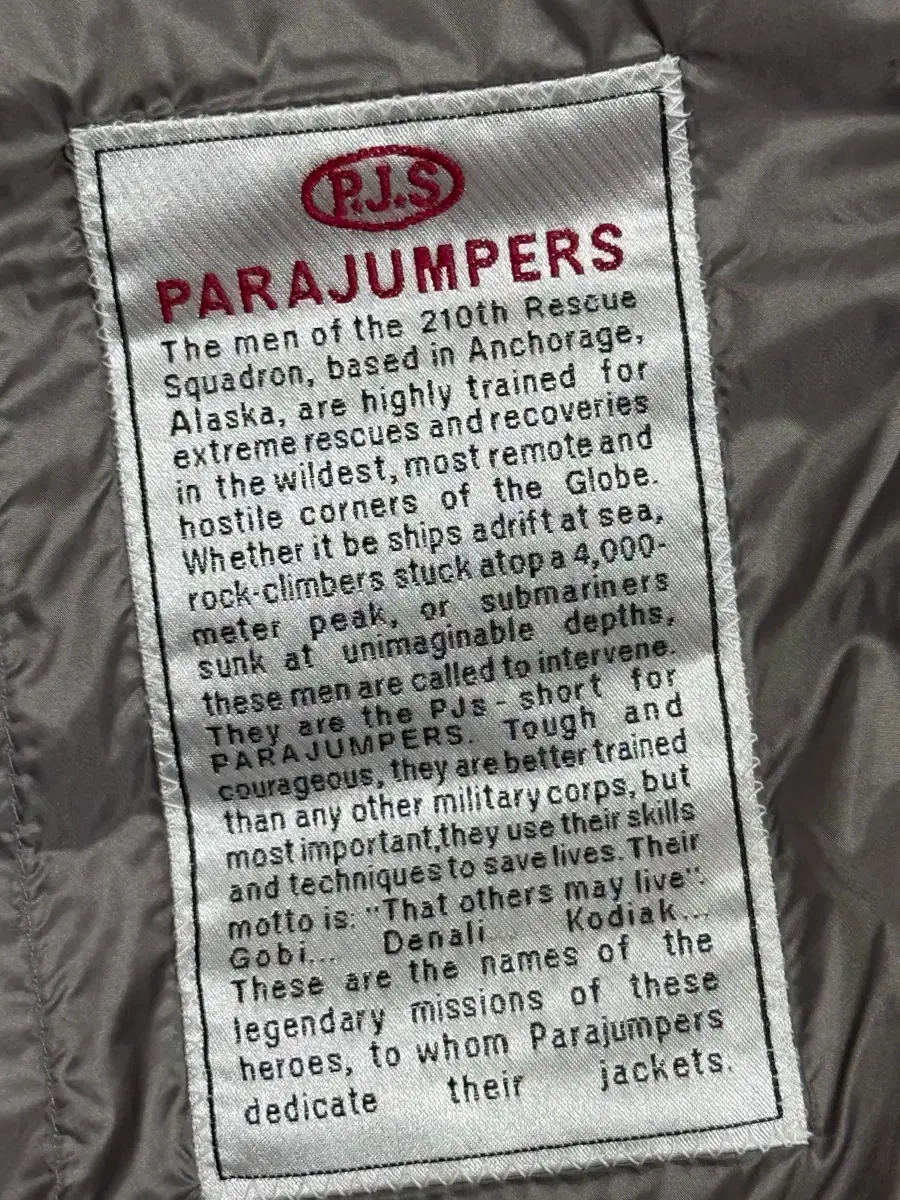 P.J.S
PARAJUMPERS
The men of the 210th Rescue
Squadron, based in Anchorage,
Alaska, are highly trained for
extreme rescues and recoveries
in the wildest, most remote and
hostile corners of the Globe.
Whether it be ships adrift at sea,
rock-climbers stuck atop a 4,000-
meter peak, or submariners
sunk at unimaginable depths,
these men are called to intervene.
They are the PJs - short for
PARAJUMPERS. Tough and
courageous, they are better trained
than any other military corps, but
most important,they use their skills
and techniques to save lives. Their
motto is: "That others may live".
Gobi... Denali... Kodiak...
These are the names of the
legendary missions of these
heroes, to whom Parajumpers
dedicate their jackets.